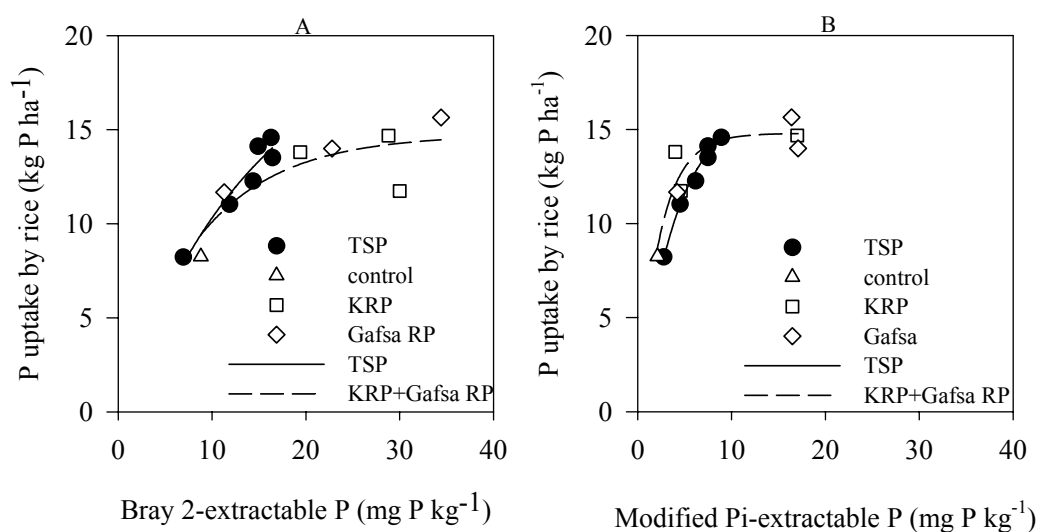 A
20
15
10
5
0
P uptake by rice (kg P ha-1)
TSP
control
KRP
Gafsa RP
TSP
KRP+Gafsa RP
0 10 20 30 40
Bray 2-extractable P (mg P kg-1)
B
20
15
10
5
0
P uptake by rice (kg P ha-1)
TSP
control
KRP
Gafsa
TSP
KRP+Gafsa RP
0 10 20 30 40
Modified Pi-extractable P (mg P kg-1)